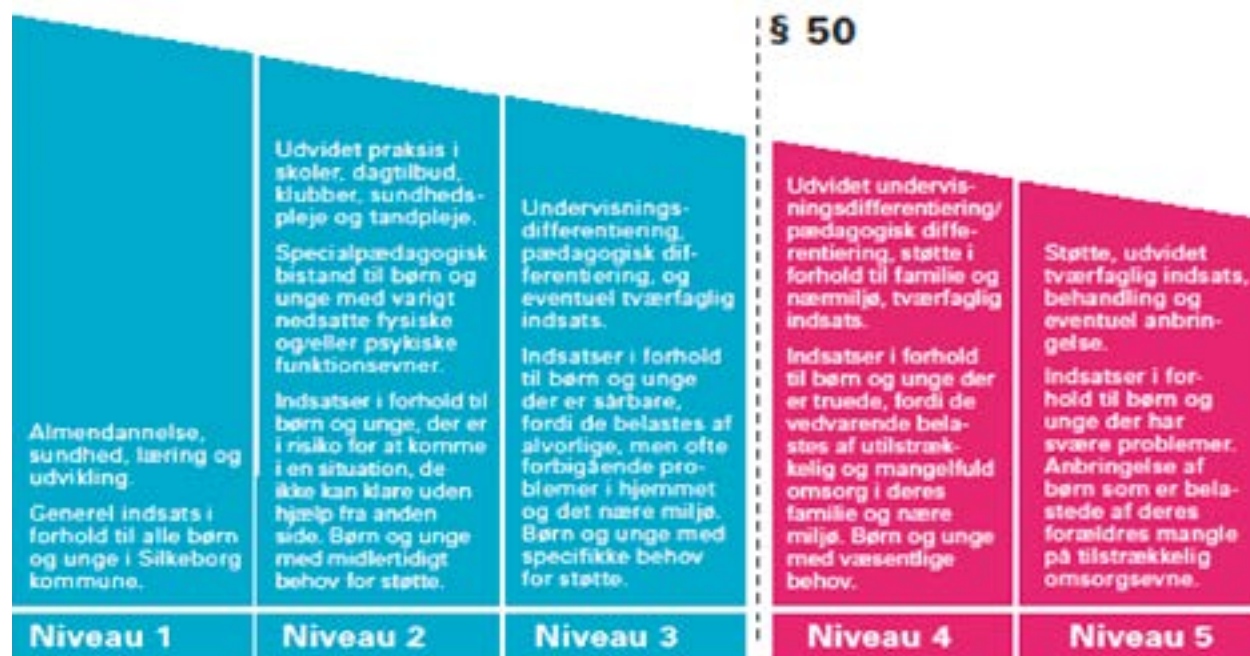 § 50
Almendannelse,
sundhed, læring og
udvikling.
Generel indsats i
forhold til alle børn
og unge i Silkeborg
kommune.
Niveau 1
Udvidet praksis i
skoler, dagtilbud,
klubber, sundheds-
pleje og tandpleje.
Specialpædagogisk
bistand til børn og
unge med varigt
nedsatte fysiske
og/eller psykiske
funktionsevner.
Indsatser i forhold til
børn og unge, der er
i risiko for at komme
i en situation, de
ikke kan klare uden
hjælp fra anden
side. Børn og unge
med midlertidigt
behov for støtte.
Niveau 2
Undervisnings-
differentiering,
pædagogisk dif-
ferentiering, og
eventuel tværfaglig
indsats.
Indsatser i forhold
til børn og unge
der er sårbare,
fordi de belastes af
alvorlige, men ofte
forbigående pro-
blemer i hjemmet
og det nære miljø.
Børn og unge med
specifikke behov
for støtte.
Niveau 3
Udvidet undervis-
ningsdifferentiering/
pædagogisk diffe-
rentiering, støtte i
forhold til familie og
nærmiljø, tværfaglig
indsats.
Indsatser i forhold
til børn og unge der
er truede, fordi de
vedvarende bela-
stes af utilstræk-
kelig og mangelfuld
omsorg i deres
familie og nære
miljø. Børn og unge
med væsentlige
behov.
Niveau 4
Støtte, udvidet
tværfaglig indsats,
behandling og
eventuel anbrin-
gelse.
Indsatser i for-
hold til børn og
unge der har
svære problemer.
Anbringelse af
børn som er bela-
stede af deres
forældres mangle
på tilstrækkelig
omsorgsevne.
Niveau 5